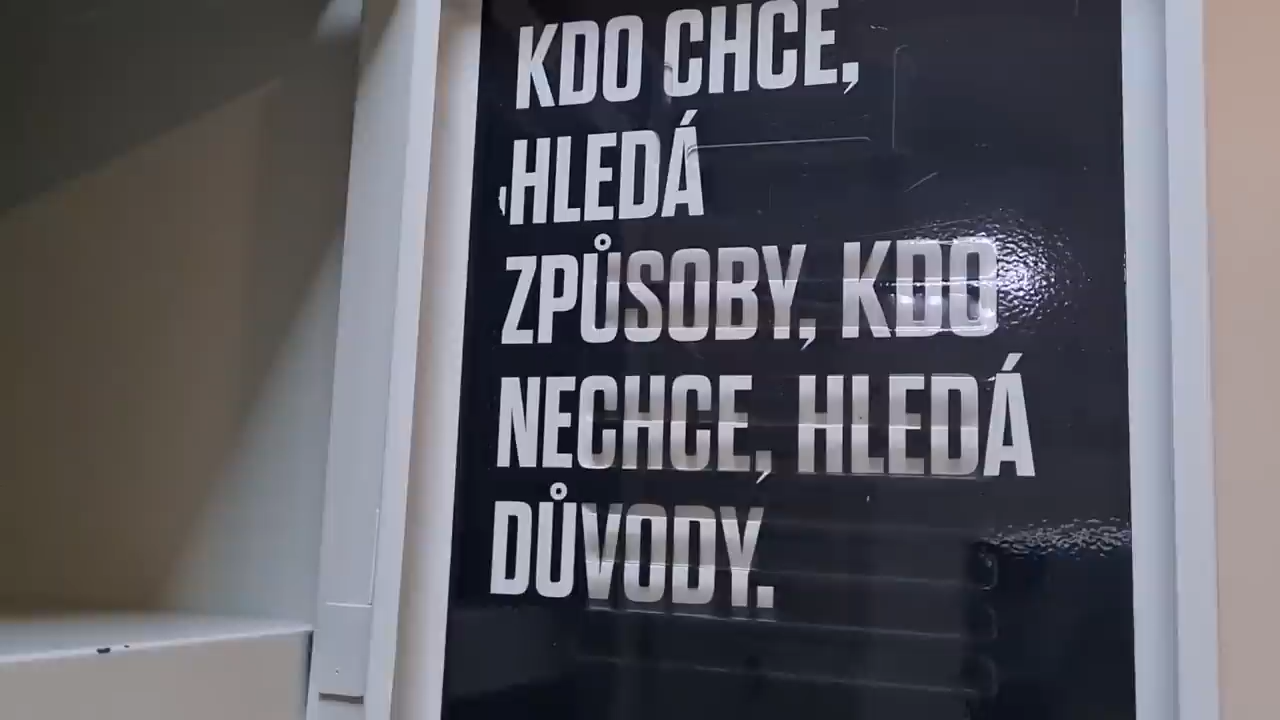 KDO CHCE,
HLEDÁ
ZPŮSOBY, KDO
NECHCE, HLEDÁ
DŮVODY.